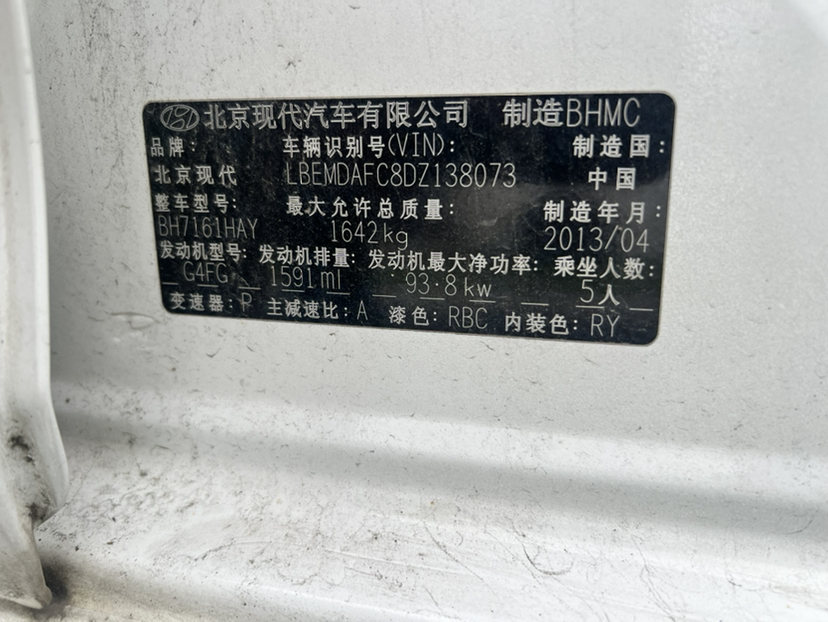 北京现代汽车有限公司 制造BHMC
品牌: 车辆识别号(VIN): 制造国:
北京现代 LBEMDAFC8DZ138073 中国
整车型号: 最大允许总质量: 制造年月:
BH7161HAY 1642kg 2013/04
发动机型号: 发动机排量: 发动机最大净功率: 乘坐人数:
G4FG 1591ml 93.8kw 5人
变速器: P 主减速比: A 漆色: RBC 内装色: RY